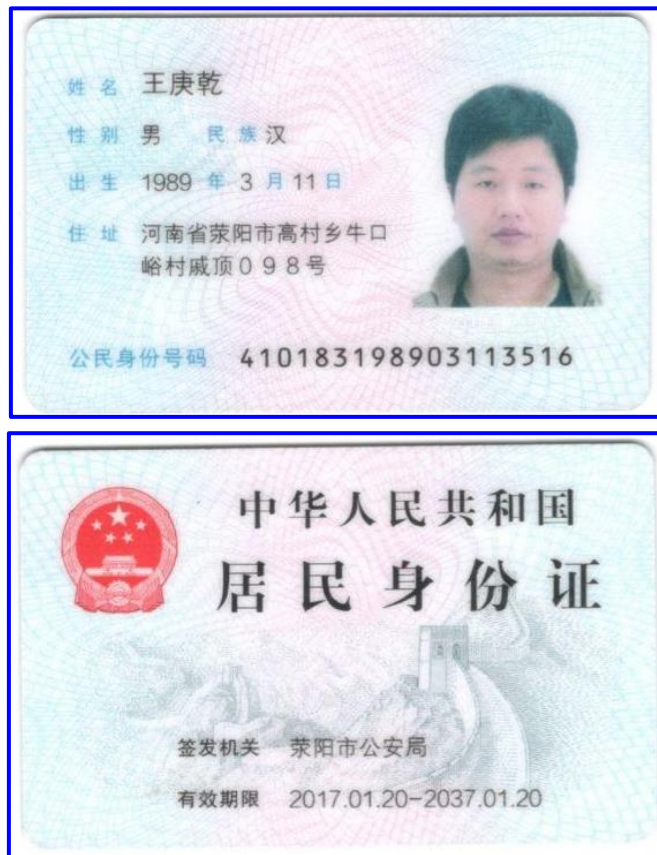 姓名 王庚乾
性别 男 民族 汉
出生 1989 年 3 月 11 日
住址 河南省荥阳市高村乡牛口
峪村戚顶098号
公民身份号码 410183198903113516
中华人民共和国
居民身份证
签发机关 荥阳市公安局
有效期限 2017.01.20-2037.01.20